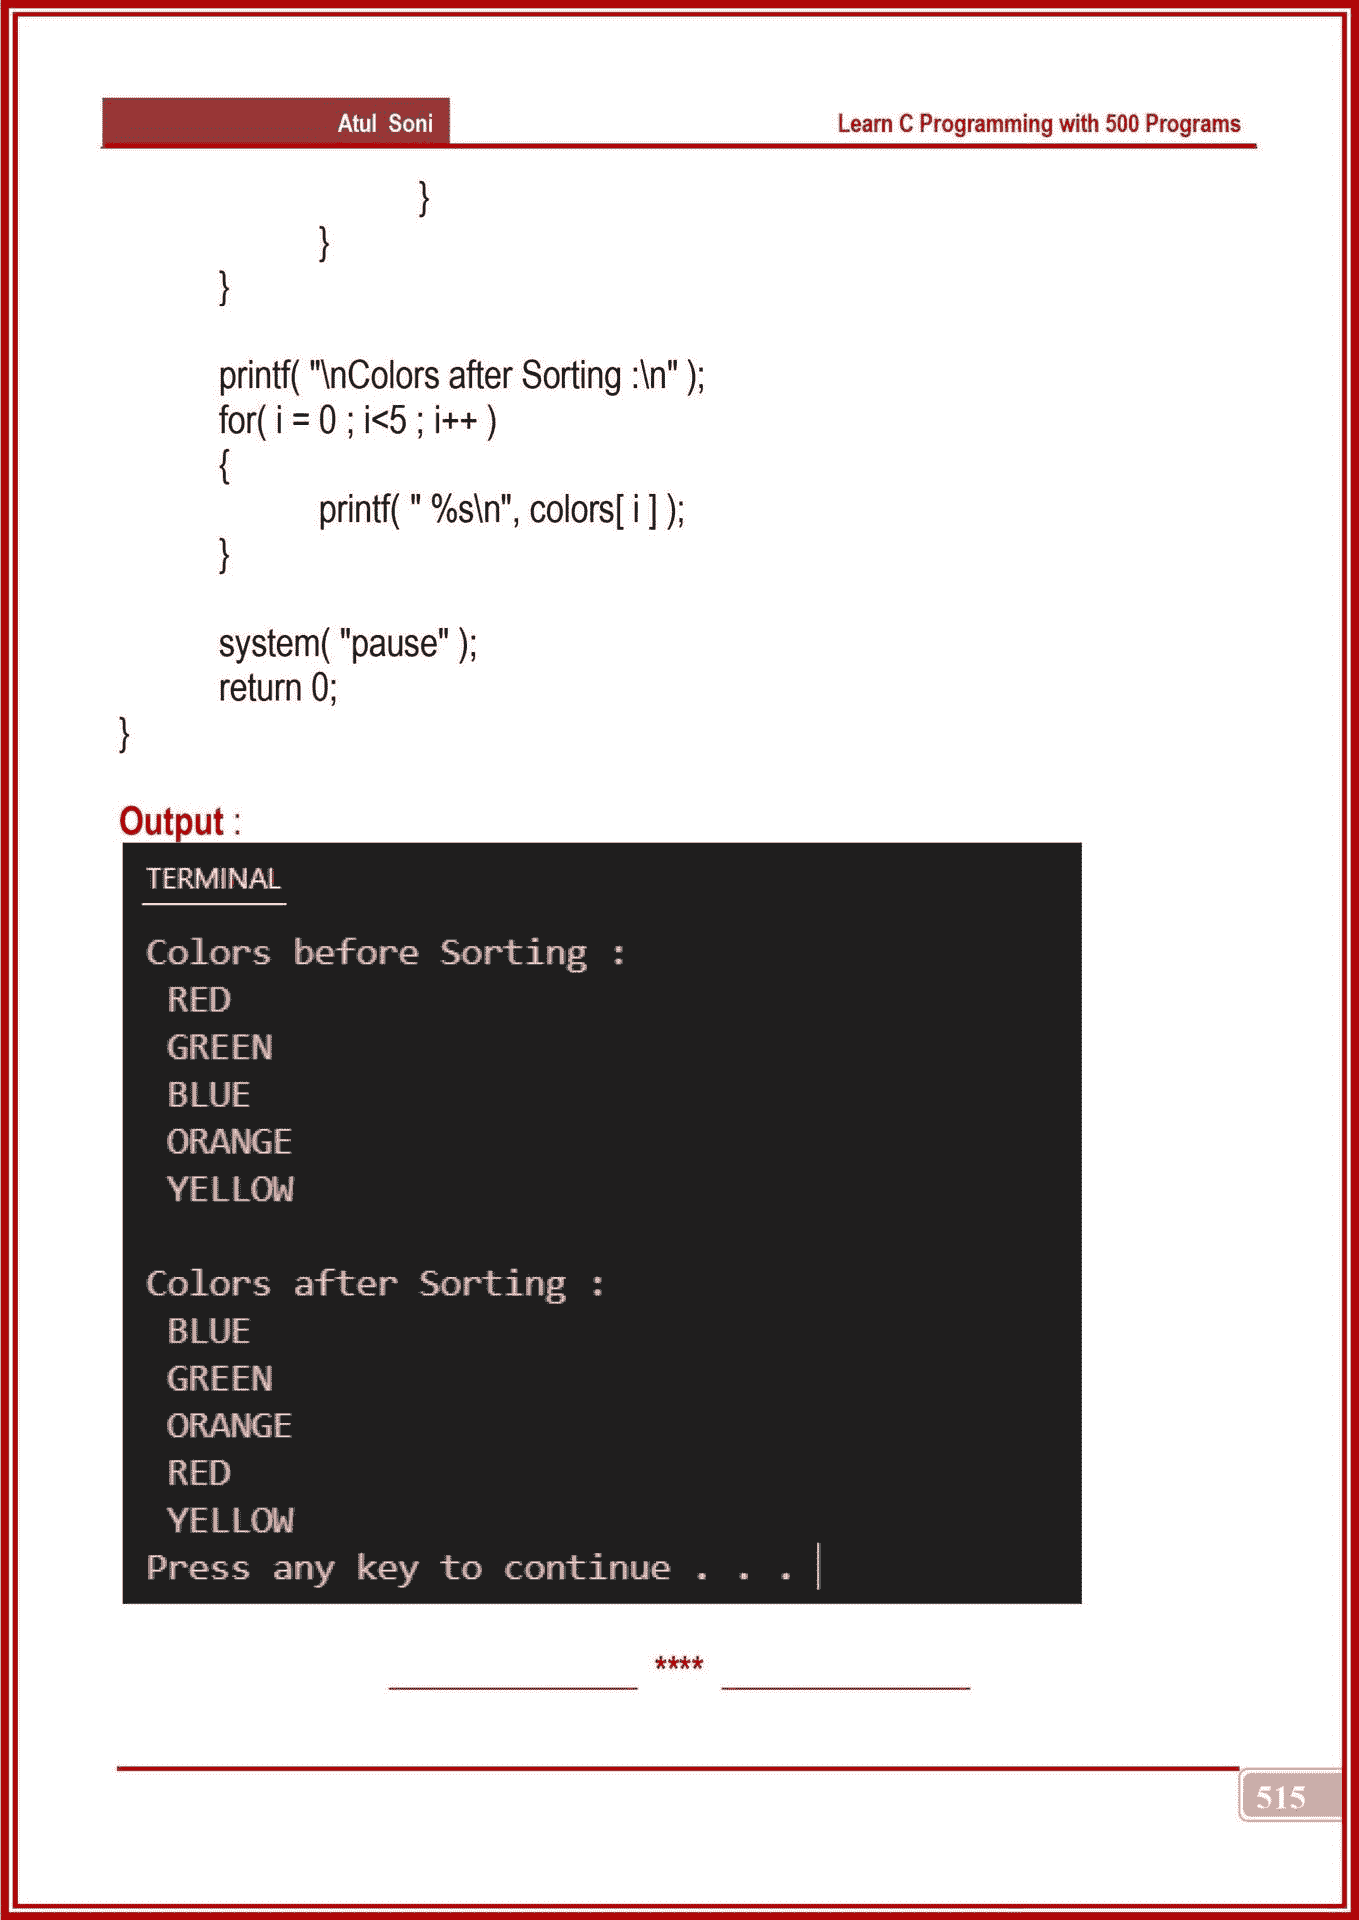 Atul Soni
Learn C Programming with 500 Programs
}
}
}
printf( "\nColors after Sorting :\n" );
for( i = 0 ; i<5 ; i++ )
{
printf( " %s\n", colors[ i ] );
}
system( "pause" );
return 0;
}
Output :
TERMINAL
Colors before Sorting :
RED
GREEN
BLUE
ORANGE
YELLOW
Colors after Sorting :
BLUE
GREEN
ORANGE
RED
YELLOW
Press any key to continue . . .
****
515